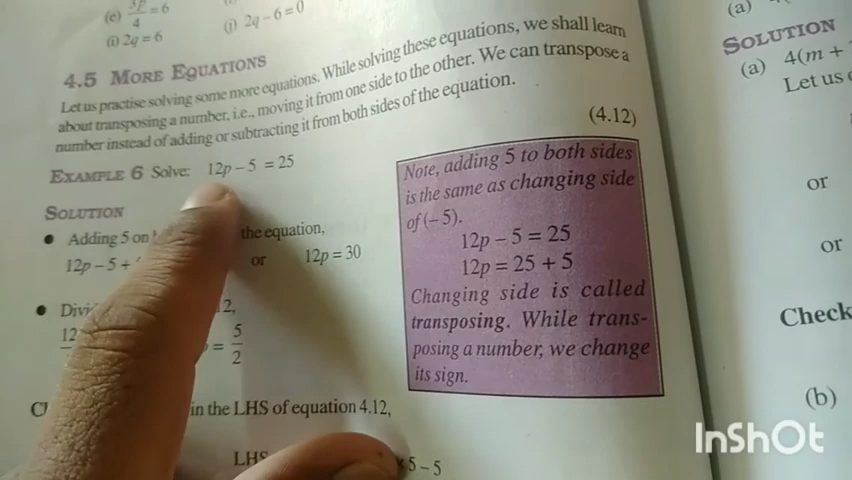 (e) 3p/4 = 6
(i) 2q = 6
(j) 2q – 6 = 0
4.5 MORE EQUATIONS
Let us practise solving some more equations. While solving these equations, we shall learn
about transposing a number, i.e., moving it from one side to the other. We can transpose a
number instead of adding or subtracting it from both sides of the equation.
EXAMPLE 6 Solve: 12p – 5 = 25
(4.12)
SOLUTION
● Adding 5 on
the equation,
12p – 5 +
or 12p = 30
●
12,
12
= 5/2
in the LHS of equation 4.12,
LHS
5 – 5
Note, adding 5 to both sides
is the same as changing side
of (– 5).
12p – 5 = 25
12p = 25 + 5
Changing side is called
transposing. While trans-
posing a number, we change
its sign.
(a)
SOLUTION
(a) 4(m +
Let us
or
or
Check
(b)
InShOt